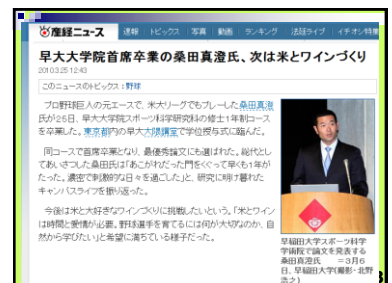 産経ニュース
速報 トピックス 写真 動画 ランキング 法廷ライブ イチオシ特集
早大大学院首席卒業の桑田真澄氏、次は米とワインづくり
2010.3.25 12:43
このニュースのトピックス:野球
プロ野球巨人の元エースで、米大リーグでもプレーした桑田真澄
氏が25日、早大大学院スポーツ科学研究科の修士1年制コース
を卒業した。東京都内の早大大隈講堂で学位授与式に臨んだ。
同コースで首席卒業となり、最優秀論文にも選ばれた。総代とし
てあいさつした桑田氏は「あこがれだった門をくぐって早くも1年が
たった。濃密で刺激的な日々を過ごした」と、研究に明け暮れた
キャンパスライフを振り返った。
今後は米と大好きなワインづくりに挑戦したいという。「米とワイン
は時間と愛情が必要。野球選手を育てるには何が大切なのか、自
然から学びたい」と希望に満ちている様子だった。
早稲田大学スポーツ科学
学術院で論文を発表する
桑田真澄氏 =3月6
日、早稲田大学(撮影・北野
浩之)